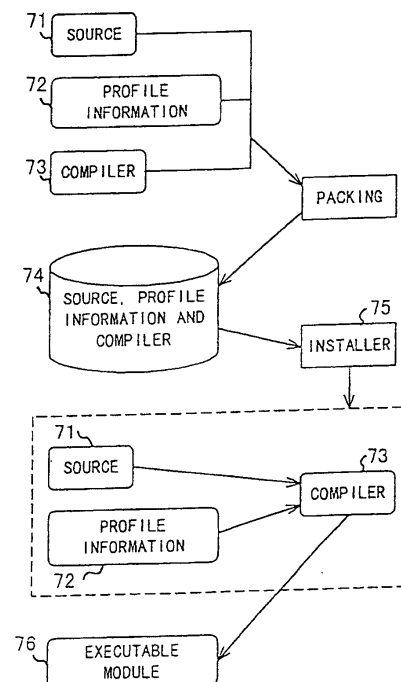 71
SOURCE
72
PROFILE
INFORMATION
73
COMPILER
PACKING
74
SOURCE, PROFILE
INFORMATION AND
COMPILER
75
INSTALLER
71
SOURCE
73
COMPILER
PROFILE
INFORMATION
72
76
EXECUTABLE
MODULE